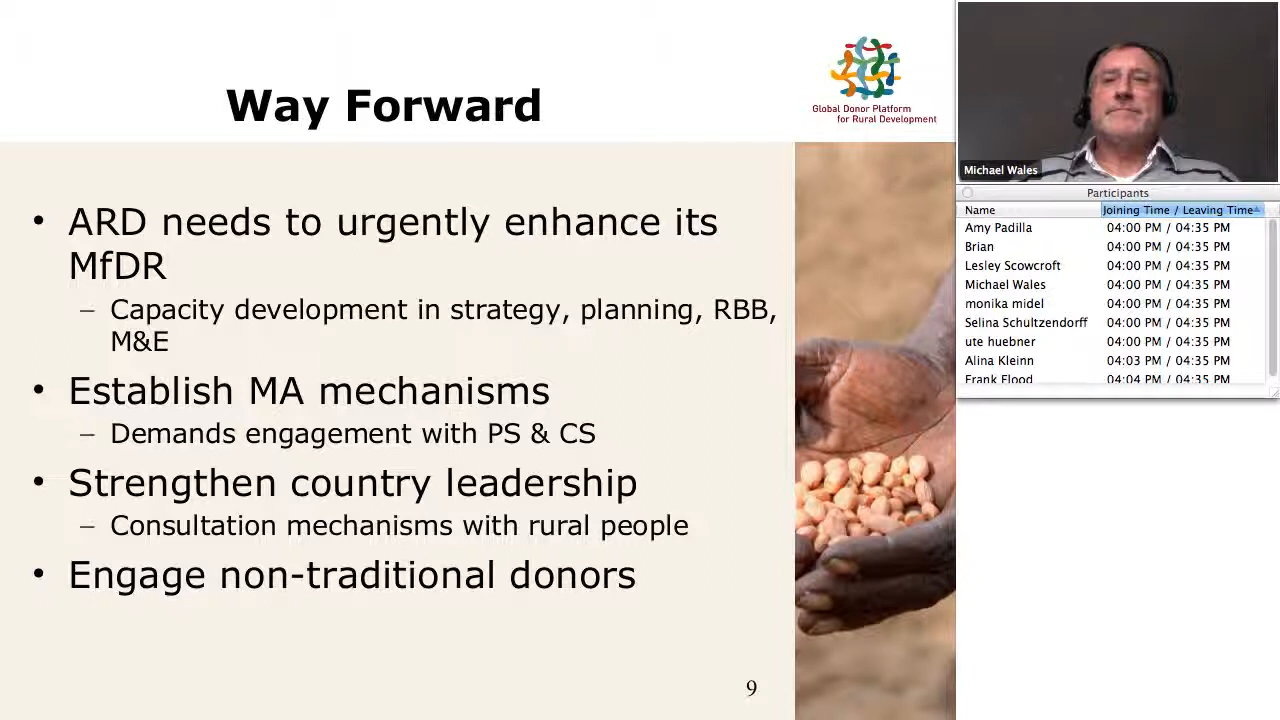 Way Forward
Global Donor Platform
for Rural Development
• ARD needs to urgently enhance its
MfDR
– Capacity development in strategy, planning, RBB,
M&E
• Establish MA mechanisms
– Demands engagement with PS & CS
• Strengthen country leadership
– Consultation mechanisms with rural people
• Engage non-traditional donors
9
Michael Wales
Participants
Name Joining Time / Leaving Time
Amy Padilla 04:00 PM / 04:35 PM
Brian 04:00 PM / 04:35 PM
Lesley Scowcroft 04:00 PM / 04:35 PM
Michael Wales 04:00 PM / 04:35 PM
monika midel 04:00 PM / 04:35 PM
Selina Schultzendorff 04:00 PM / 04:35 PM
ute huebner 04:00 PM / 04:35 PM
Alina Kleinn 04:03 PM / 04:35 PM
Frank Flood 04:04 PM / 04:35 PM